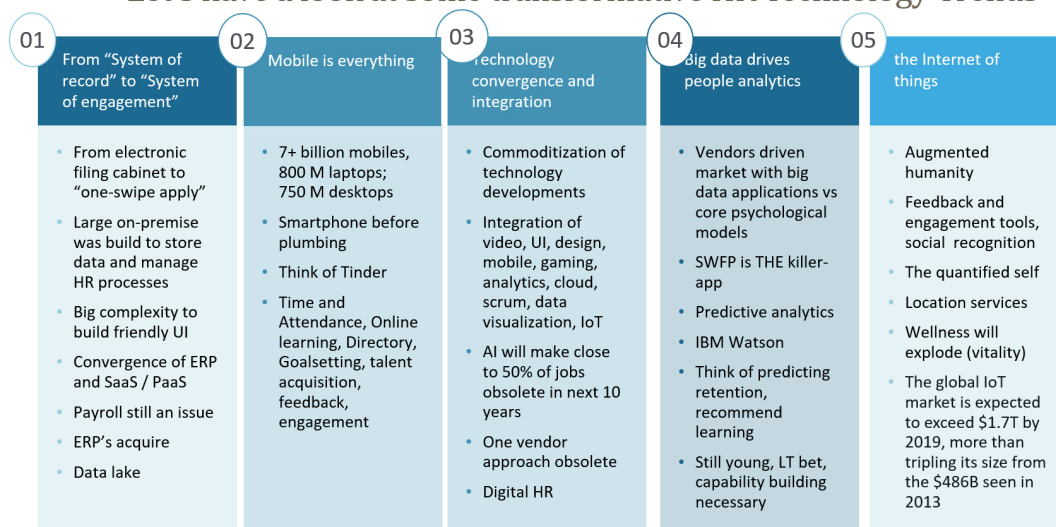 Let's have a look at some transformative HR Technology Trends
01
From “System of
record” to “System
of engagement”
• From electronic
filing cabinet to
“one-swipe apply”
• Large on-premise
was build to store
data and manage
HR processes
• Big complexity to
build friendly UI
• Convergence of ERP
and SaaS / PaaS
• Payroll still an issue
• ERP’s acquire
• Data lake
02
Mobile is everything
• 7+ billion mobiles,
800 M laptops;
750 M desktops
• Smartphone before
plumbing
• Think of Tinder
• Time and
Attendance, Online
learning, Directory,
Goalsetting, talent
acquisition,
feedback,
engagement
03
Technology
convergence and
integration
• Commoditization of
technology
developments
• Integration of
video, UI, design,
mobile, gaming,
analytics, cloud,
scrum, data
visualization, IoT
• AI will make close
to 50% of jobs
obsolete in next 10
years
• One vendor
approach obsolete
• Digital HR
04
Big data drives
people analytics
• Vendors driven
market with big
data applications vs
core psychological
models
• SWFP is THE killer-
app
• Predictive analytics
• IBM Watson
• Think of predicting
retention,
recommend
learning
• Still young, LT bet,
capability building
necessary
05
the Internet of
things
• Augmented
humanity
• Feedback and
engagement tools,
social recognition
• The quantified self
• Location services
• Wellness will
explode (vitality)
• The global IoT
market is expected
to exceed $1.7T by
2019, more than
tripling its size from
the $486B seen in
2013